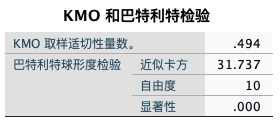 KMO 和巴特利特检验
KMO 取样适切性量数。 .494
巴特利特球形度检验 近似卡方 31.737
自由度 10
显著性 .000